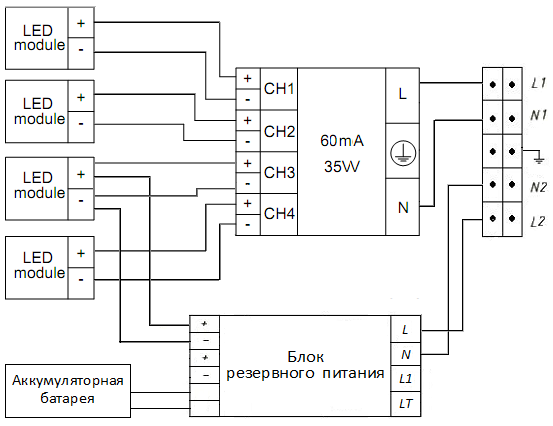 LED
module
+
-
LED
module
+
-
LED
module
+
-
LED
module
+
-
+
-
CH1
+
-
CH2
+
-
CH3
+
-
CH4
60mA
35W
L
N
L1
N1
N2
L2
+
–
+
–
Блок
резервного питания
L
N
L1
LT
Аккумуляторная
батарея